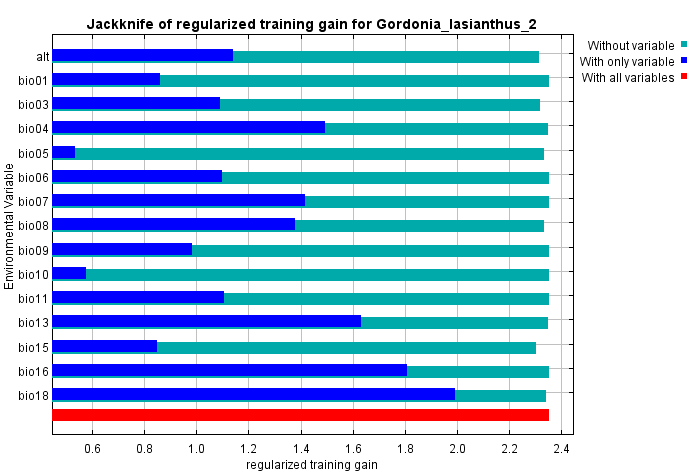 Jackknife of regularized training gain for Gordonia_lasianthus_2
Without variable
With only variable
With all variables
Environmental Variable
alt
bio01
bio03
bio04
bio05
bio06
bio07
bio08
bio09
bio10
bio11
bio13
bio15
bio16
bio18
0.6 0.8 1.0 1.2 1.4 1.6 1.8 2.0 2.2 2.4
regularized training gain